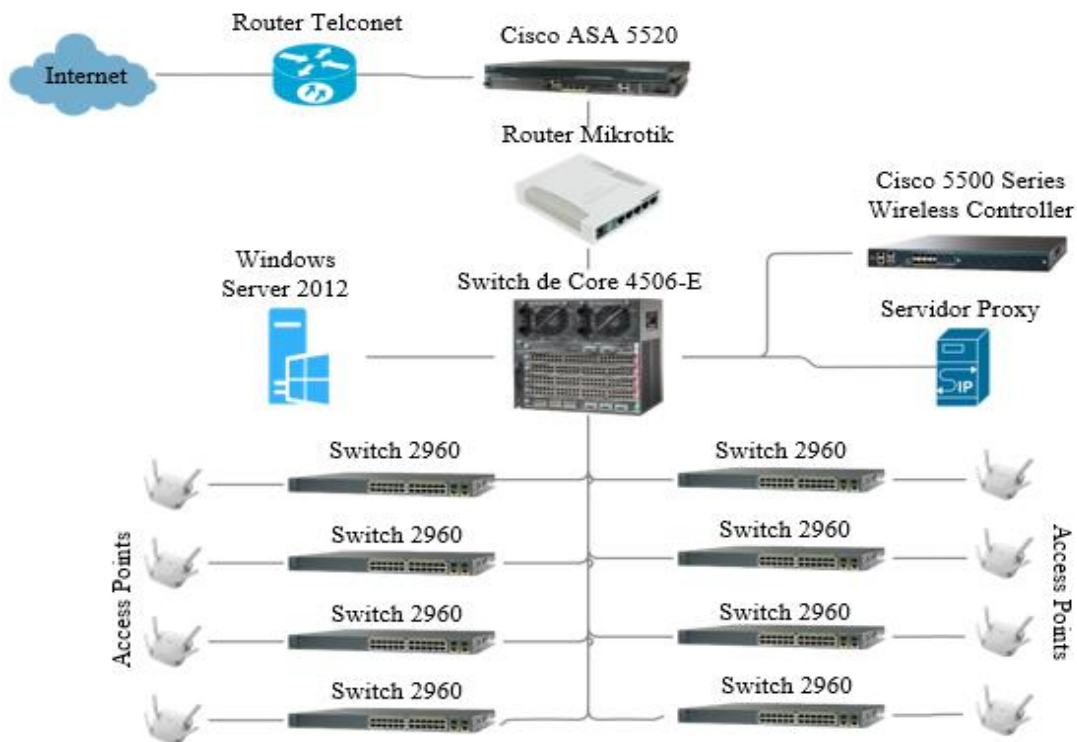 Router Telconet
Cisco ASA 5520
Internet
Router Mikrotik
Cisco 5500 Series
Wireless Controller
Windows
Server 2012
Switch de Core 4506-E
Servidor Proxy
IP
Switch 2960
Switch 2960
Switch 2960
Switch 2960
Switch 2960
Switch 2960
Switch 2960
Switch 2960
Access Points
Access Points